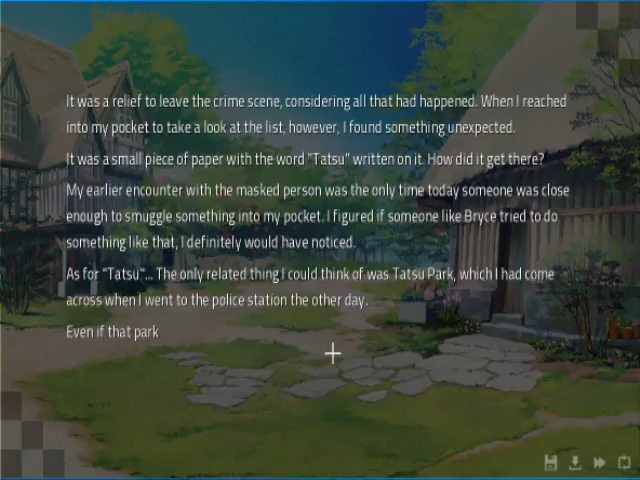 It was a relief to leave the crime scene, considering all that had happened. When I reached
into my pocket to take a look at the list, however, I found something unexpected.
It was a small piece of paper with the word "Tatsu" written on it. How did it get there?
My earlier encounter with the masked person was the only time today someone was close
enough to smuggle something into my pocket. I figured if someone like Bryce tried to do
something like that, I definitely would have noticed.
As for "Tatsu"... The only related thing I could think of was Tatsu Park, which I had come
across when I went to the police station the other day.
Even if that park